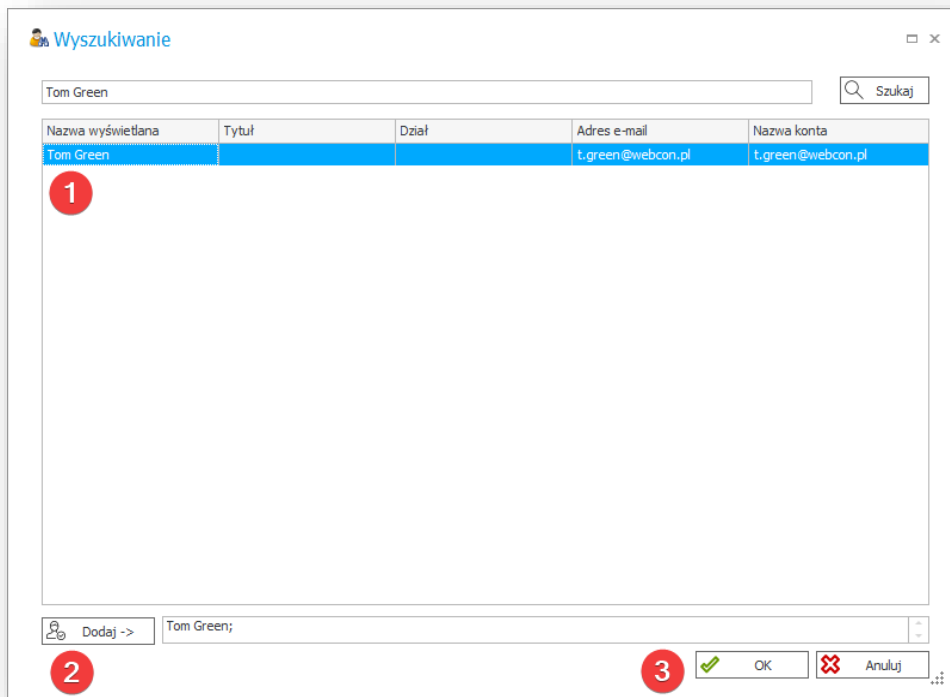 Wyszukiwanie
Tom Green
Szukaj
Nazwa wyświetlana Tytuł Dział Adres e-mail Nazwa konta
Tom Green t.green@webcon.pl t.green@webcon.pl
1
Dodaj -> Tom Green;
2
3 OK Anuluj